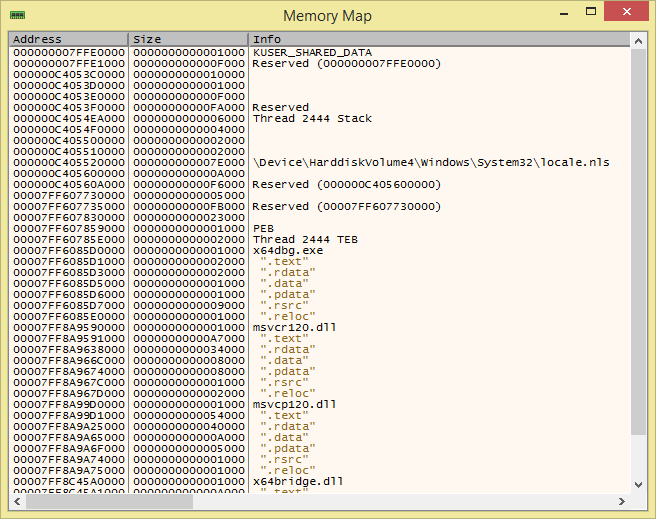 Memory Map
Address Size Info
000000007FFE0000 0000000000001000 KUSER_SHARED_DATA
000000007FFE1000 000000000000F000 Reserved (000000007FFE0000)
000000C4053C0000 0000000000010000
000000C4053D0000 0000000000001000
000000C4053E0000 000000000000F000
000000C4053F0000 00000000000FA000 Reserved
000000C4054EA000 0000000000006000 Thread 2444 Stack
000000C4054F0000 0000000000004000
000000C405500000 0000000000002000
000000C405510000 0000000000002000
000000C405520000 000000000007E000 \Device\HarddiskVolume4\Windows\System32\locale.nls
000000C405600000 000000000000A000
000000C40560A000 00000000000F6000 Reserved (000000C405600000)
00007FF607730000 0000000000005000
00007FF607735000 00000000000FB000 Reserved (00007FF607730000)
00007FF607830000 0000000000023000
00007FF607859000 0000000000001000 PEB
00007FF60785E000 0000000000002000 Thread 2444 TEB
00007FF6085D0000 0000000000001000 x64dbg.exe
00007FF6085D1000 0000000000002000 ".text"
00007FF6085D3000 0000000000002000 ".rdata"
00007FF6085D5000 0000000000001000 ".data"
00007FF6085D6000 0000000000001000 ".pdata"
00007FF6085D7000 0000000000009000 ".rsrc"
00007FF6085E0000 0000000000001000 ".reloc"
00007FF8A9590000 0000000000001000 msvcr120.dll
00007FF8A9591000 00000000000A7000 ".text"
00007FF8A9638000 0000000000034000 ".rdata"
00007FF8A966C000 0000000000008000 ".data"
00007FF8A9674000 0000000000008000 ".pdata"
00007FF8A967C000 0000000000001000 ".rsrc"
00007FF8A967D000 0000000000002000 ".reloc"
00007FF8A99D0000 0000000000001000 msvcp120.dll
00007FF8A99D1000 0000000000054000 ".text"
00007FF8A9A25000 0000000000040000 ".rdata"
00007FF8A9A65000 000000000000A000 ".data"
00007FF8A9A6F000 0000000000005000 ".pdata"
00007FF8A9A74000 0000000000001000 ".rsrc"
00007FF8A9A75000 0000000000001000 ".reloc"
00007FF8C45A0000 0000000000001000 x64bridge.dll
00007FF8C45A1000 000000000000A000 ".text"